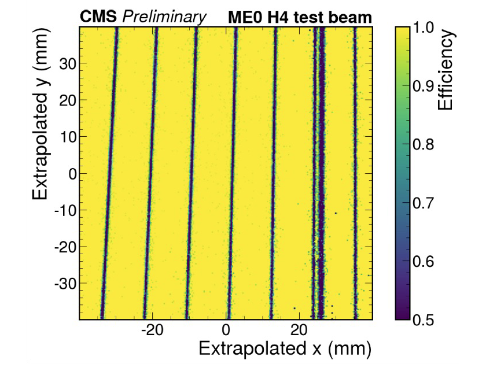 CMS Preliminary ME0 H4 test beam
Extrapolated y (mm)
30
20
10
0
-10
-20
-30
-20 0 20
Extrapolated x (mm)
1.0
0.9
0.8
0.7
0.6
0.5
Efficiency